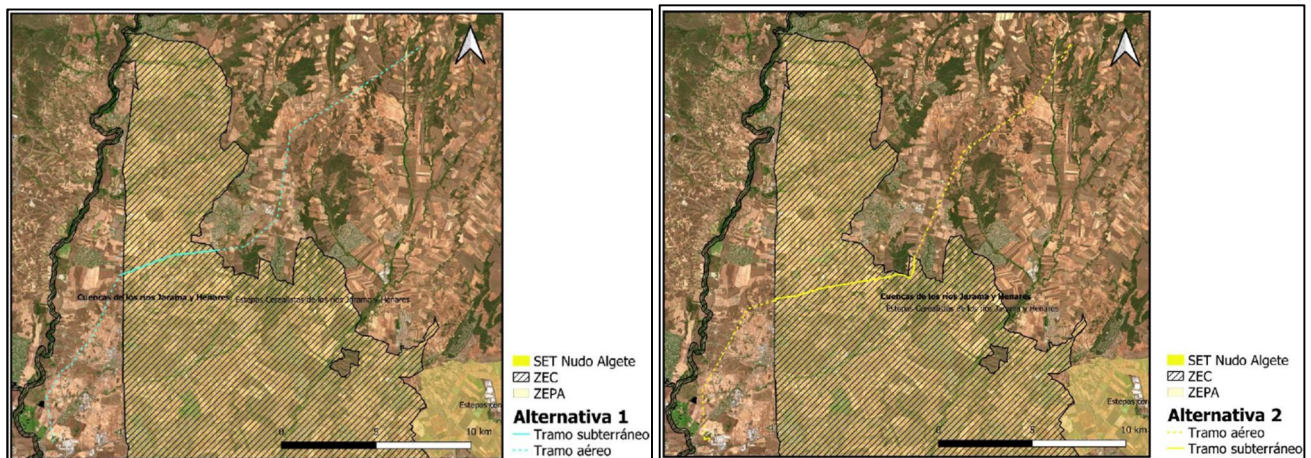 Cuencas de los ríos Jarama y Henares
Estepas Cerealistas de los ríos Jarama y Henares
Estepas
SET Nudo Algete
ZEC
ZEPA
Alternativa 1
Tramo subterráneo
Tramo aéreo
0
5
10 km
Cuencas de los ríos Jarama y Henares
Estepas Cerealistas de los ríos Jarama y Henares
Estepas
SET Nudo Algete
ZEC
ZEPA
Alternativa 2
Tramo aéreo
Tramo subterráneo
0
5
10 km